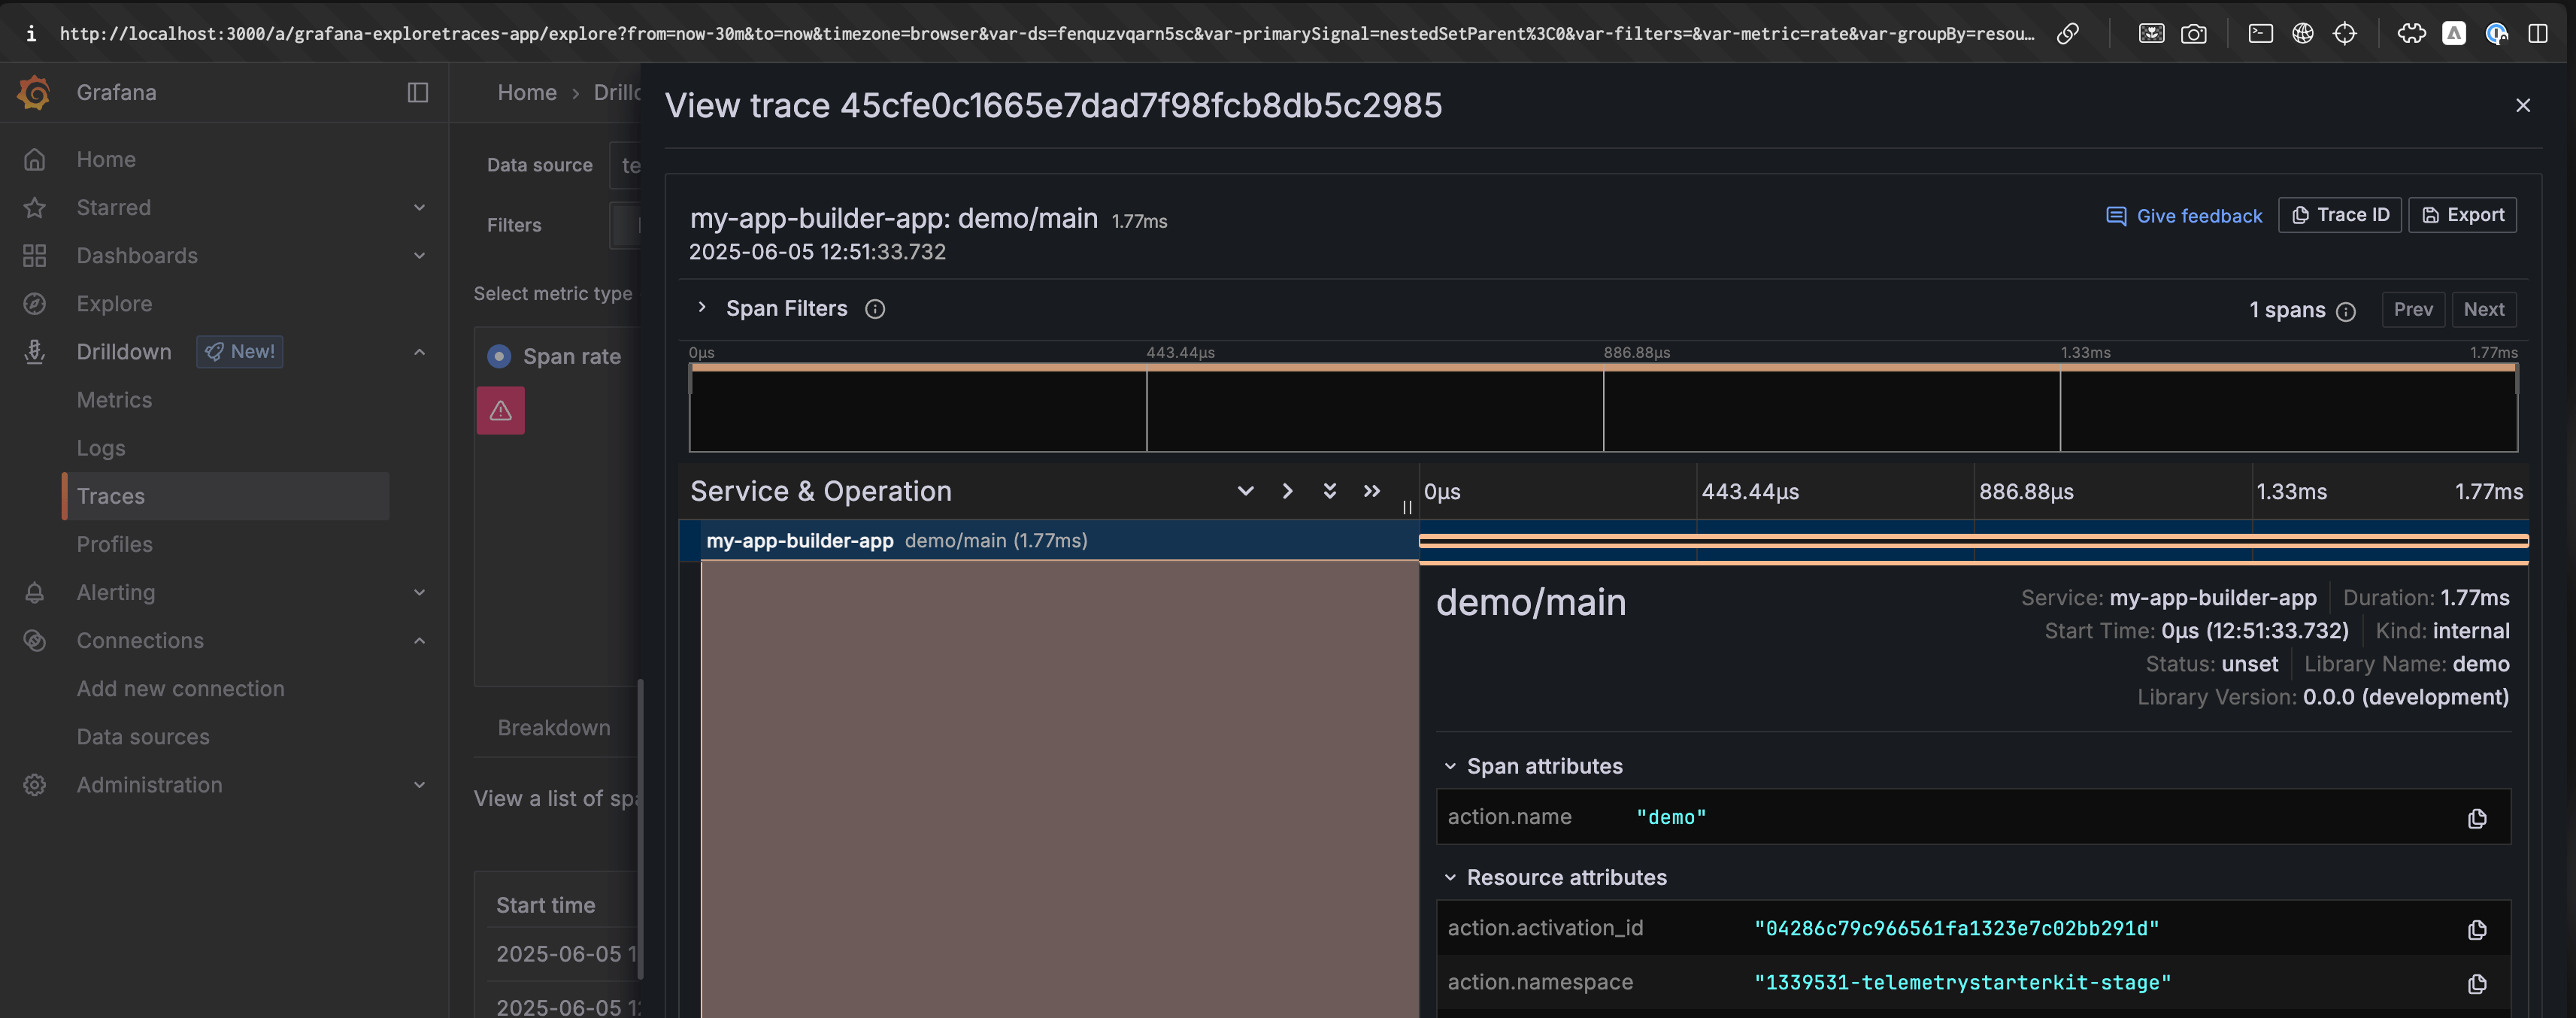 http://localhost:3000/a/grafana-exploretraces-app/explore?from=now-30m&to=now&timezone=browser&var-ds=fenquzvqarn5sc&var-primarySignal=nestedSetParent%3C0&var-filters=&var-metric=rate&var-groupBy=resou...
Grafana
Home
Starred
Dashboards
Explore
Drilldown New!
Metrics
Logs
Traces
Profiles
Alerting
Connections
Add new connection
Data sources
Administration
Home › Drilld
Data source te
Filters
Select metric type
Span rate
Breakdown
View a list of spa
Start time
2025-06-05 1
2025-06-05 12
View trace 45cfe0c1665e7dad7f98fcb8db5c2985
my-app-builder-app: demo/main 1.77ms
2025-06-05 12:51:33.732
Give feedback Trace ID Export
Span Filters
1 spans Prev Next
0μs 443.44μs 886.88μs 1.33ms 1.77ms
Service & Operation 0μs 443.44μs 886.88μs 1.33ms 1.77ms
my-app-builder-app demo/main (1.77ms)
demo/main
Service: my-app-builder-app Duration: 1.77ms
Start Time: 0μs (12:51:33.732) Kind: internal
Status: unset Library Name: demo
Library Version: 0.0.0 (development)
Span attributes
action.name "demo"
Resource attributes
action.activation_id "04286c79c966561fa1323e7c02bb291d"
action.namespace "1339531-telemetrystarterkit-stage"